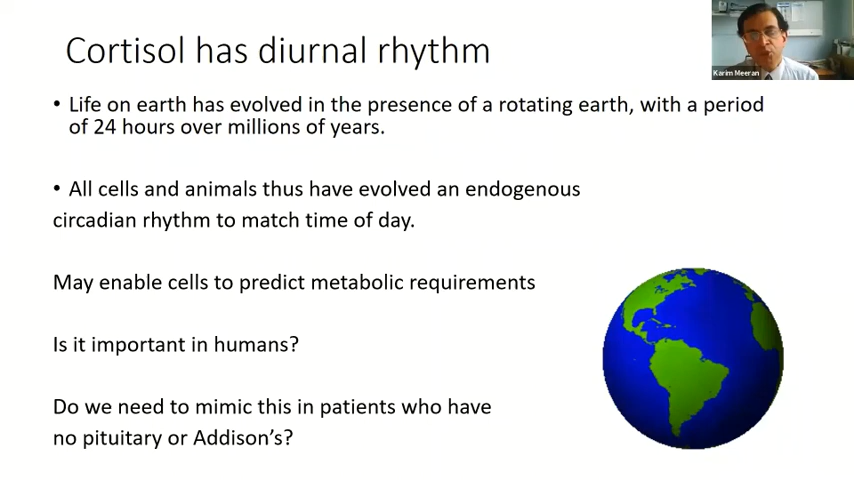 Cortisol has diurnal rhythm
Karim Meeran
• Life on earth has evolved in the presence of a rotating earth, with a period
of 24 hours over millions of years.
• All cells and animals thus have evolved an endogenous
circadian rhythm to match time of day.
May enable cells to predict metabolic requirements
Is it important in humans?
Do we need to mimic this in patients who have
no pituitary or Addison’s?